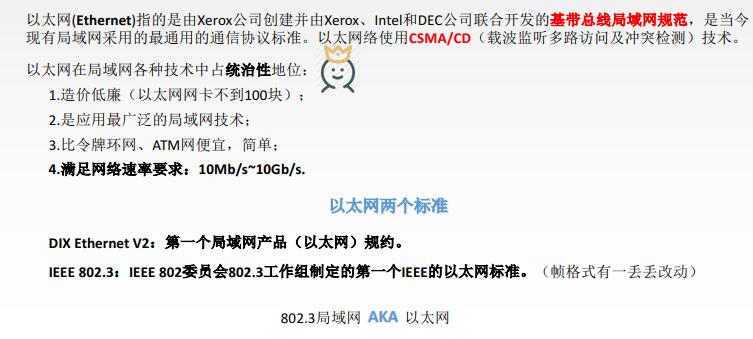 以太网(Ethernet)指的是由Xerox公司创建并由Xerox、Intel和DEC公司联合开发的基带总线局域网规范，是当今
现有局域网采用的最通用的通信协议标准。以太网络使用CSMA/CD（载波监听多路访问及冲突检测）技术。
以太网在局域网各种技术中占统治性地位：
1.造价低廉（以太网网卡不到100块）；
2.是应用最广泛的局域网技术；
3.比令牌环网、ATM网便宜，简单；
4.满足网络速率要求：10Mb/s~10Gb/s.
以太网两个标准
DIX Ethernet V2：第一个局域网产品（以太网）规约。
IEEE 802.3：IEEE 802委员会802.3工作组制定的第一个IEEE的以太网标准。（帧格式有一丢丢改动）
802.3局域网 AKA 以太网